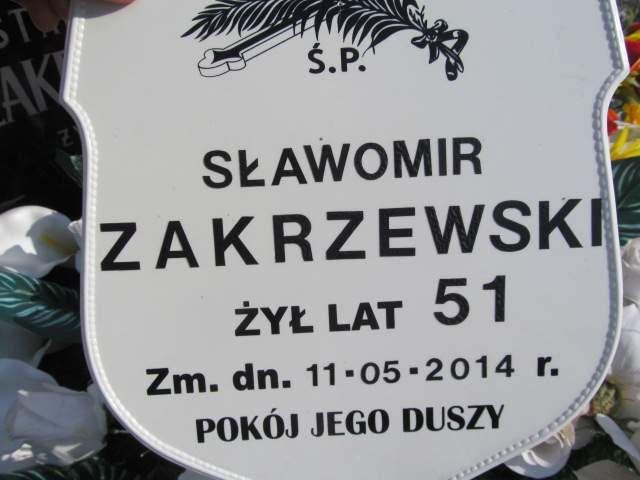 Ś.P.
SŁAWOMIR
ZAKRZEWSKI
ŻYŁ LAT 51
Zm. dn. 11-05-2014 r.
POKÓJ JEGO DUSZY